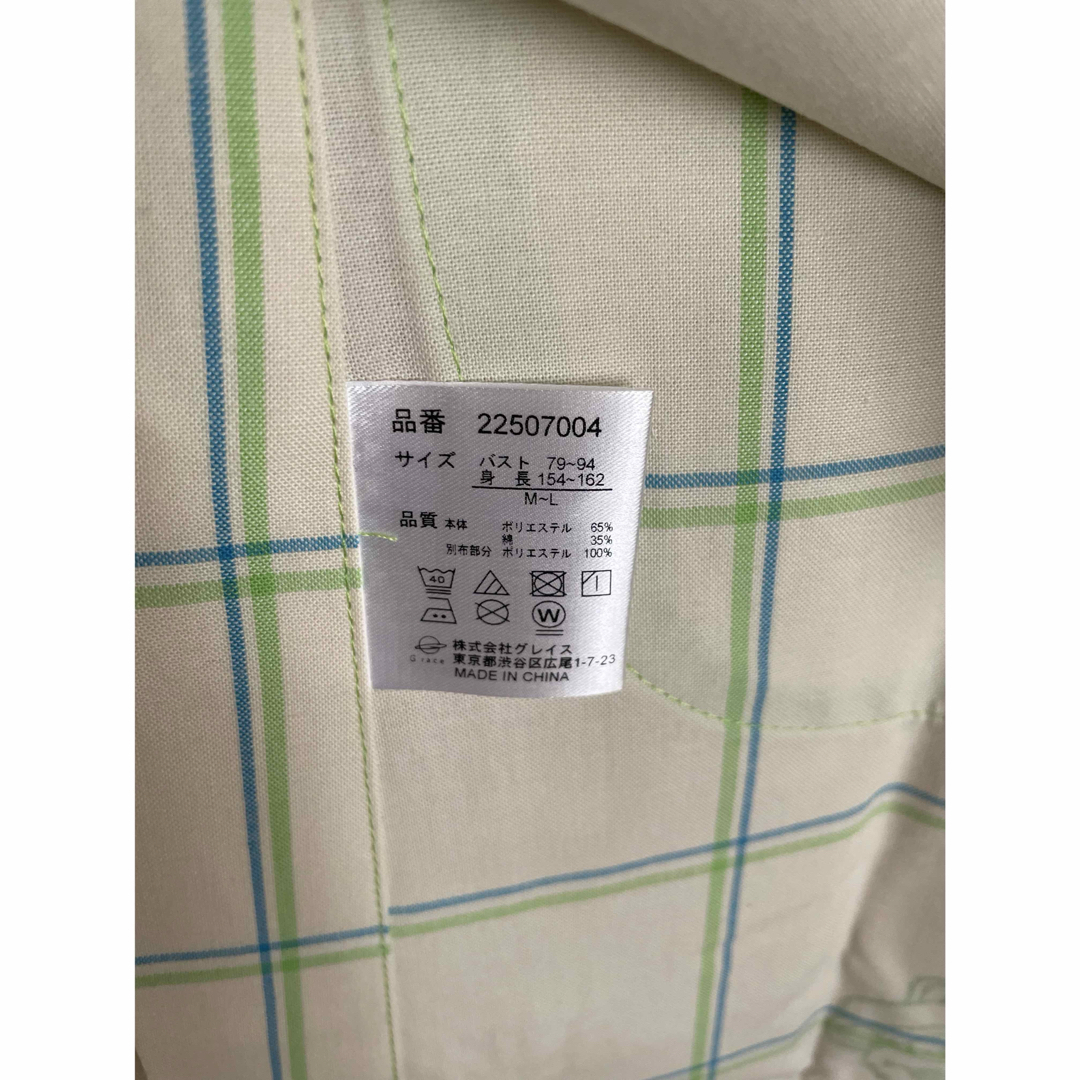 品番 22507004
サイズ バスト 79~94
身 長 154~162
M~L
品質 本体 ポリエステル 65%
綿 35%
別布部分 ポリエステル 100%
40
W
Grace 株式会社グレイス
東京都渋谷区広尾1-7-23
MADE IN CHINA